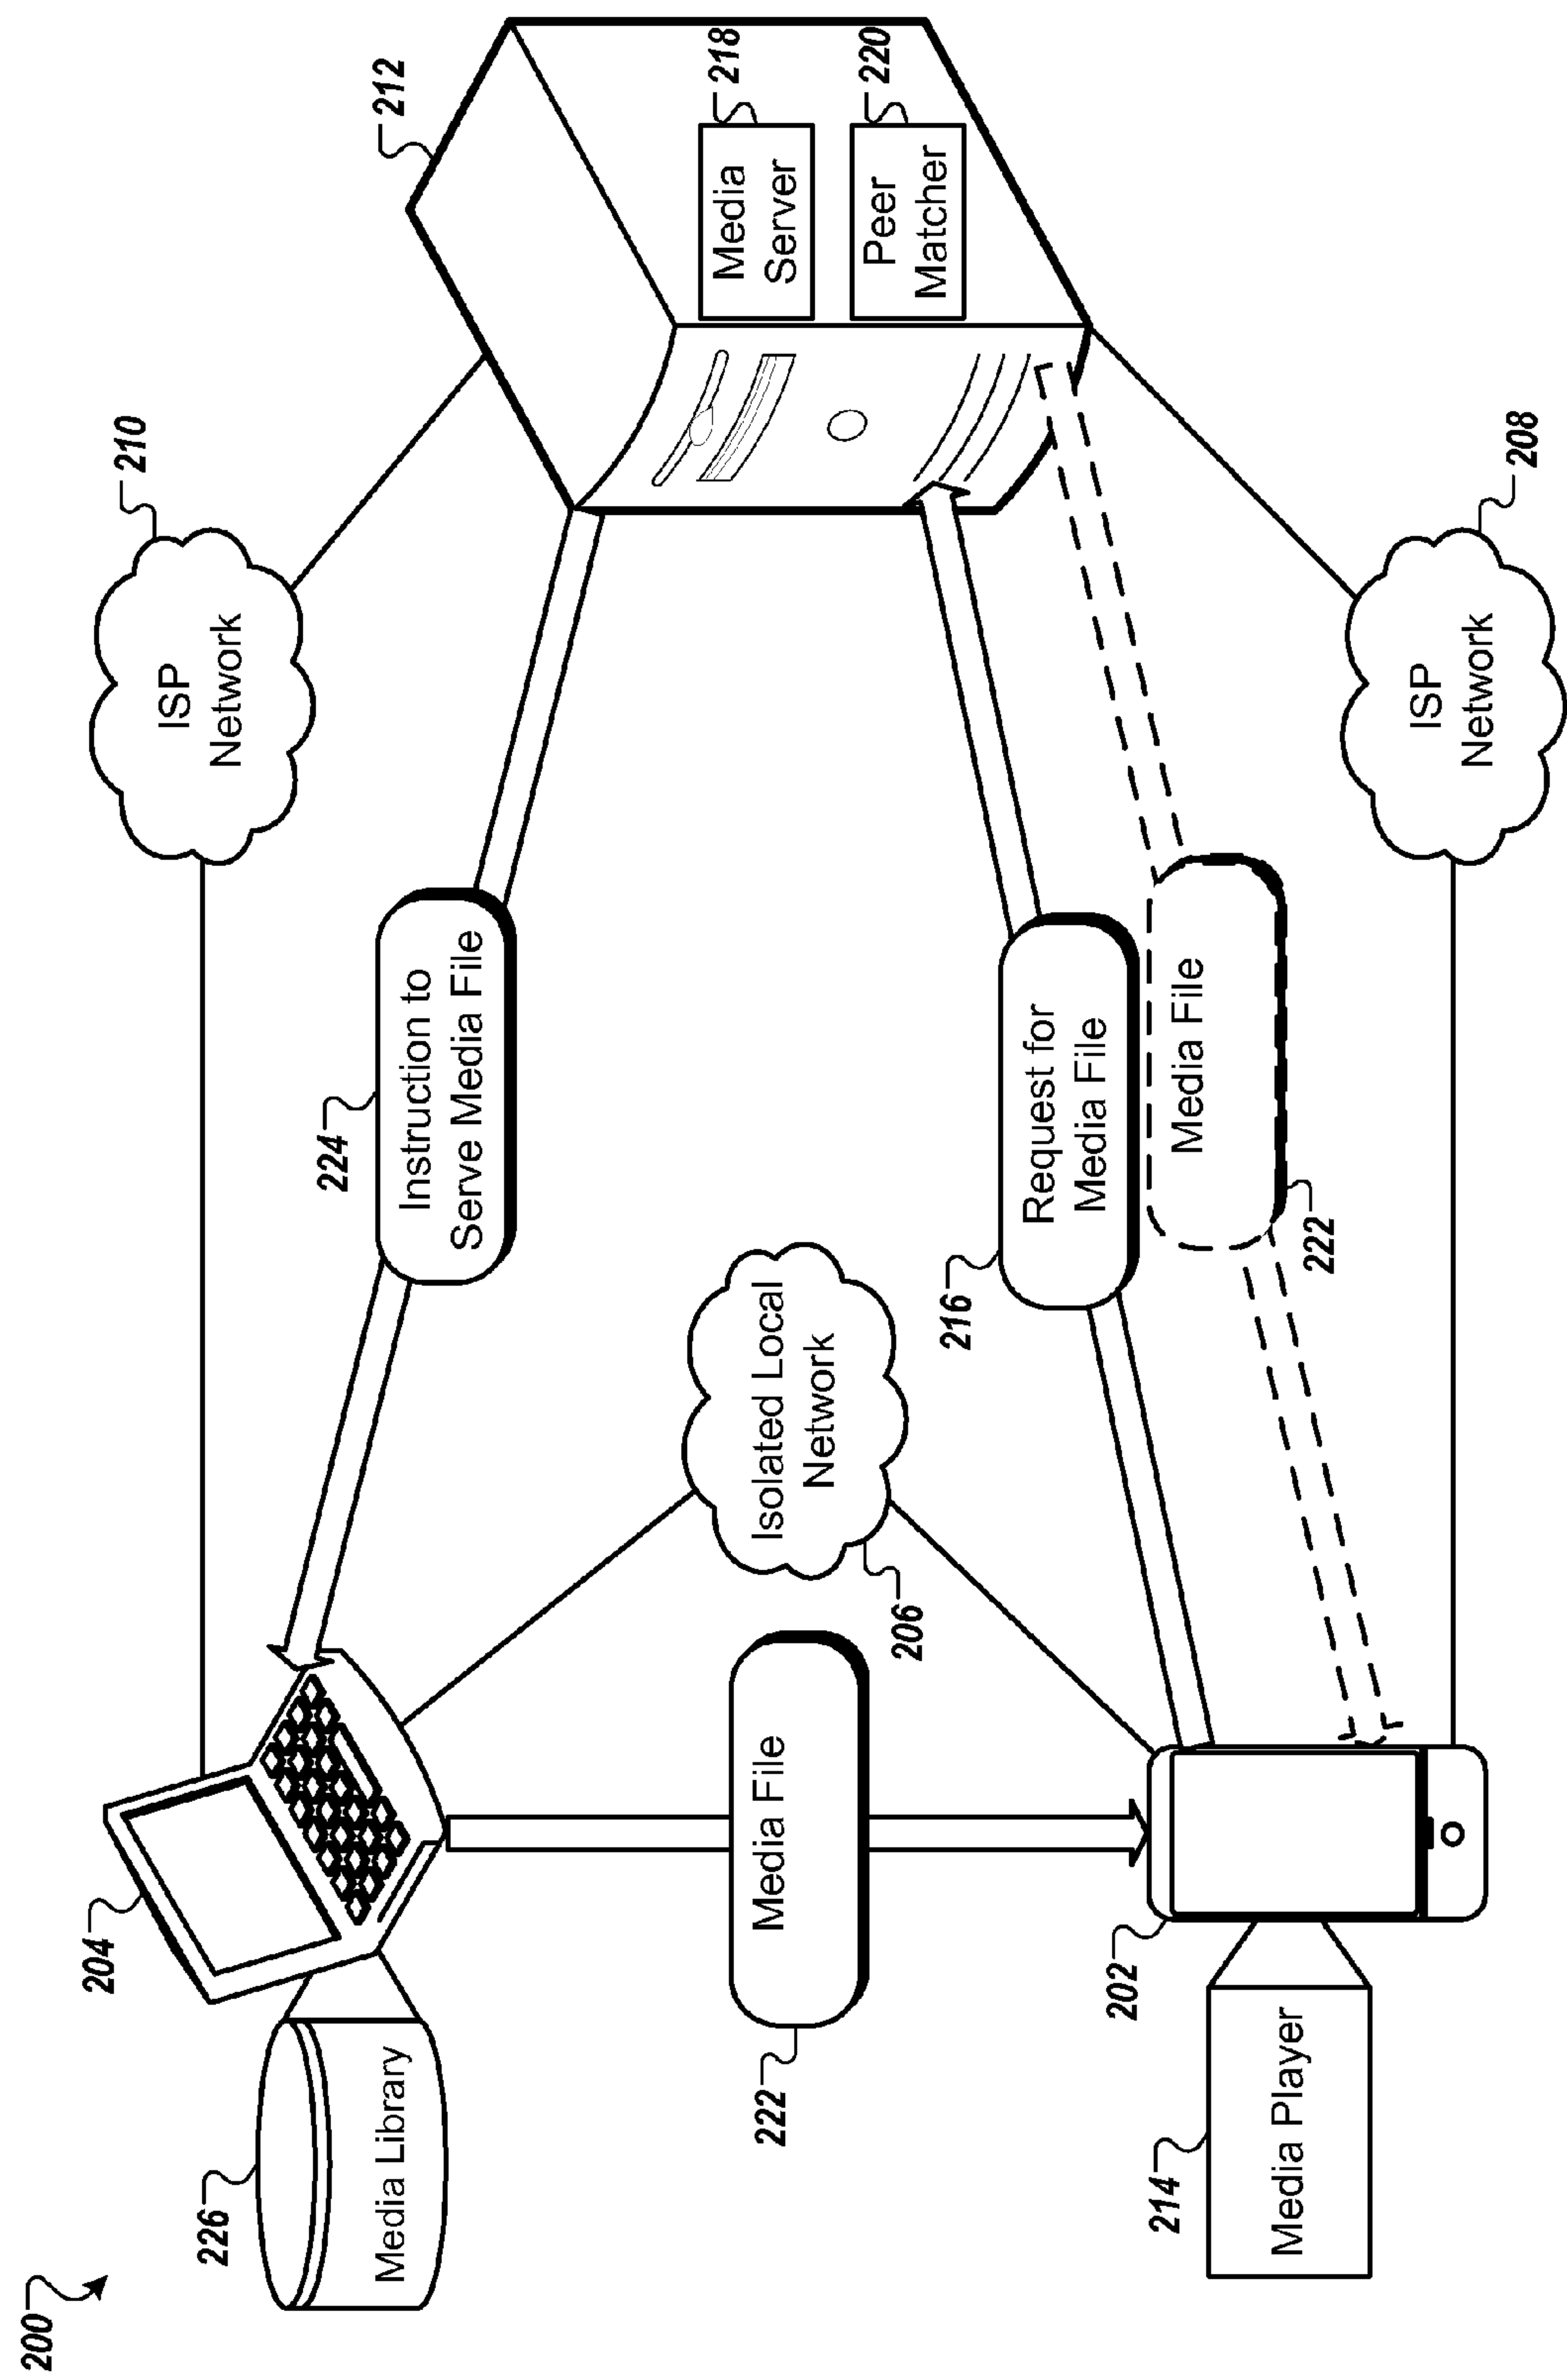 200
226
Media Library
204
210
ISP
Network
212
224
Instruction to
Serve Media File
Media
Server
218
Peer
Matcher
220
Isolated Local
Network
206
Media File
222
216
Request for
Media File
Media File
222
214
Media Player
202
ISP
Network
208